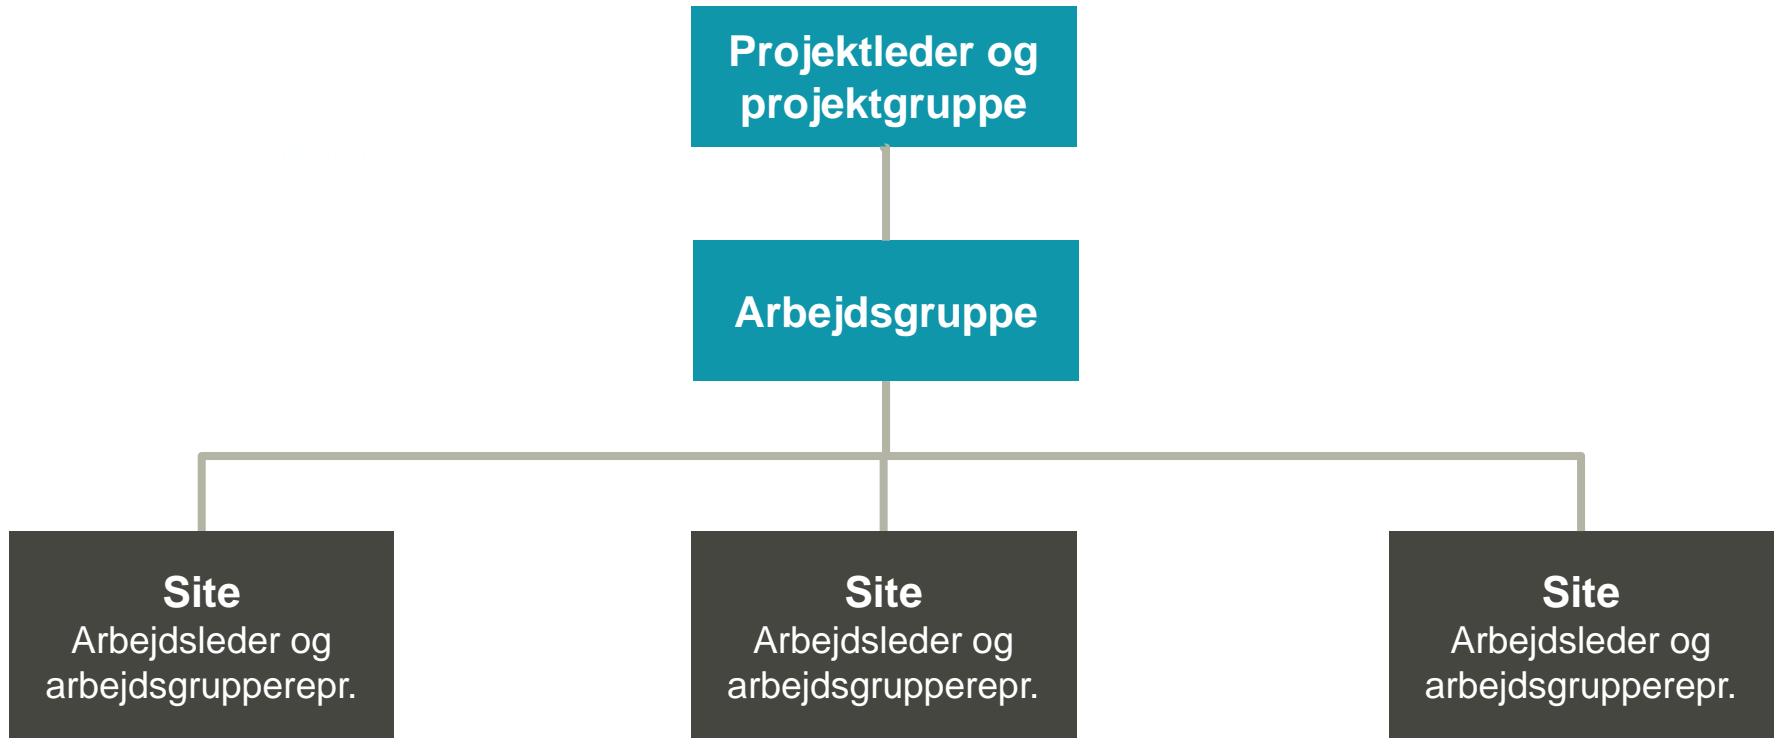 Projektleder og
projektgruppe
Arbejdsgruppe
Site
Arbejdsleder og
arbejdsgrupperepr.
Site
Arbejdsleder og
arbejdsgrupperepr.
Site
Arbejdsleder og
arbejdsgrupperepr.